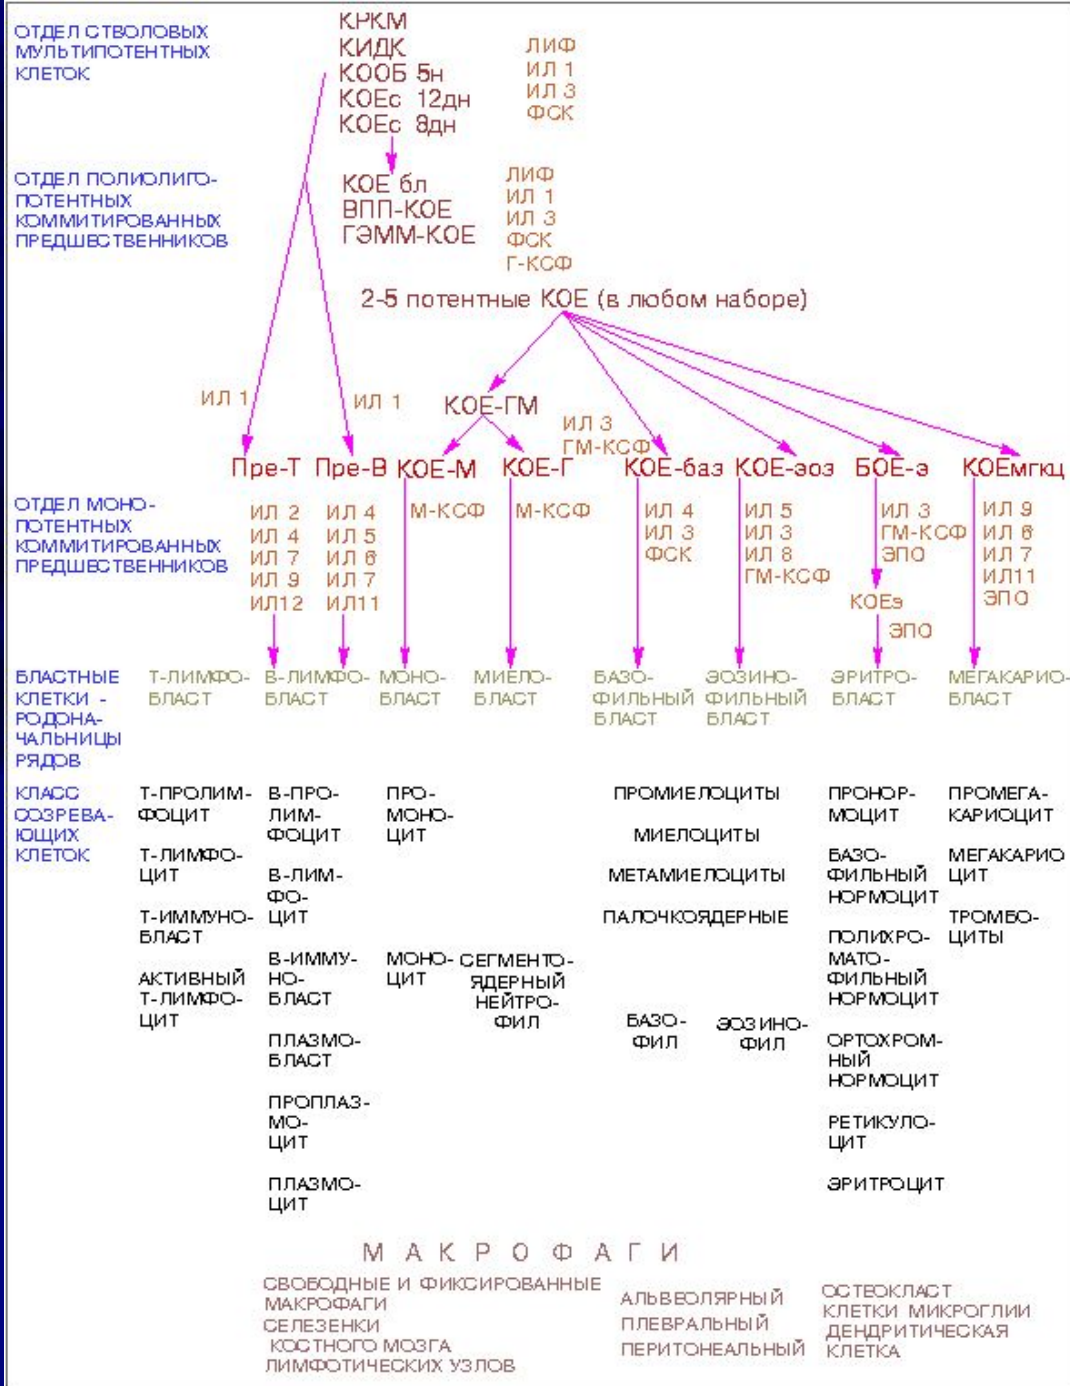 ОТДЕЛ СТВОЛОВЫХ
МУЛЬТИПОТЕНТНЫХ
КЛЕТОК
КРКМ
КИДК
КООБ 5н
КОЕс 12дн
КОЕс 8дн
ЛИФ
ИЛ 1
ИЛ 3
ФСК
ОТДЕЛ ПОЛИОЛИГО-
ПОТЕНТНЫХ
КОММИТИРОВАННЫХ
ПРЕДШЕСТВЕННИКОВ
КОЕ бл
ВПП-КОЕ
ГЭММ-КОЕ
ЛИФ
ИЛ 1
ИЛ 3
ФСК
Г-КСФ
2-5 потентные КОЕ (в любом наборе)
ИЛ 1
ИЛ 1
КОЕ-ГМ
ИЛ 3
ГМ-КСФ
Пре-Т Пре-В КОЕ-М КОЕ-Г КОЕ-баз КОЕ-эоз БОЕ-э КОЕмгкц
ОТДЕЛ МОНО-
ПОТЕНТНЫХ
КОММИТИРОВАННЫХ
ПРЕДШЕСТВЕННИКОВ
ИЛ 2
ИЛ 4
ИЛ 7
ИЛ 9
ИЛ12
ИЛ 4
ИЛ 5
ИЛ 6
ИЛ 7
ИЛ11
М-КСФ
М-КСФ
ИЛ 4
ИЛ 3
ФСК
ИЛ 5
ИЛ 3
ИЛ 8
ГМ-КСФ
ИЛ 3
ГМ-КСФ
ЭПО
КОЕэ
ЭПО
ИЛ 9
ИЛ 6
ИЛ 7
ИЛ11
ЭПО
БЛАСТНЫЕ
КЛЕТКИ -
РОДОНА-
ЧАЛЬНИЦЫ
РЯДОВ
Т-ЛИМФО-
БЛАСТ
В-ЛИМФО-
БЛАСТ
МОНО-
БЛАСТ
МИЕЛО-
БЛАСТ
БАЗО-
ФИЛЬНЫЙ
БЛАСТ
ЭОЗИНО-
ФИЛЬНЫЙ
БЛАСТ
ЭРИТРО-
БЛАСТ
МЕГАКАРИО-
БЛАСТ
КЛАСС
СОЗРЕВА-
ЮЩИХ
КЛЕТОК
Т-ПРОЛИМ-
ФОЦИТ
Т-ЛИМФО-
ЦИТ
Т-ИММУНО-
БЛАСТ
АКТИВНЫЙ
Т-ЛИМФО-
ЦИТ
В-ПРО-
ЛИМ-
ФОЦИТ
В-ЛИМ-
ФО-
ЦИТ
В-ИММУ-
НО-
БЛАСТ
ПЛАЗМО-
БЛАСТ
ПРОПЛАЗ-
МО-
ЦИТ
ПЛАЗМО-
ЦИТ
ПРО-
МОНО-
ЦИТ
МОНО-
ЦИТ
СЕГМЕНТО-
ЯДЕРНЫЙ
НЕЙТРО-
ФИЛ
ПРОМИЕЛОЦИТЫ
МИЕЛОЦИТЫ
МЕТАМИЕЛОЦИТЫ
ПАЛОЧКОЯДЕРНЫЕ
БАЗО-
ФИЛ
ЭОЗИНО-
ФИЛ
ПРОНОР-
МОЦИТ
БАЗО-
ФИЛЬНЫЙ
НОРМОЦИТ
ПОЛИХРО-
МАТО-
ФИЛЬНЫЙ
НОРМОЦИТ
ОРТОХРОМ-
НЫЙ
НОРМОЦИТ
РЕТИКУЛО-
ЦИТ
ЭРИТРОЦИТ
ПРОМЕГА-
КАРИОЦИТ
МЕГАКАРИО
ЦИТ
ТРОМБО-
ЦИТЫ
МАКРОФАГИ
СВОБОДНЫЕ И ФИКСИРОВАННЫЕ
МАКРОФАГИ
СЕЛЕЗЕНКИ
КОСТНОГО МОЗГА
ЛИМФОТИЧЕСКИХ УЗЛОВ
АЛЬВЕОЛЯРНЫЙ
ПЛЕВРАЛЬНЫЙ
ПЕРИТОНЕАЛЬНЫЙ
ОСТЕОКЛАСТ
КЛЕТКИ МИКРОГЛИИ
ДЕНДРИТИЧЕСКАЯ
КЛЕТКА